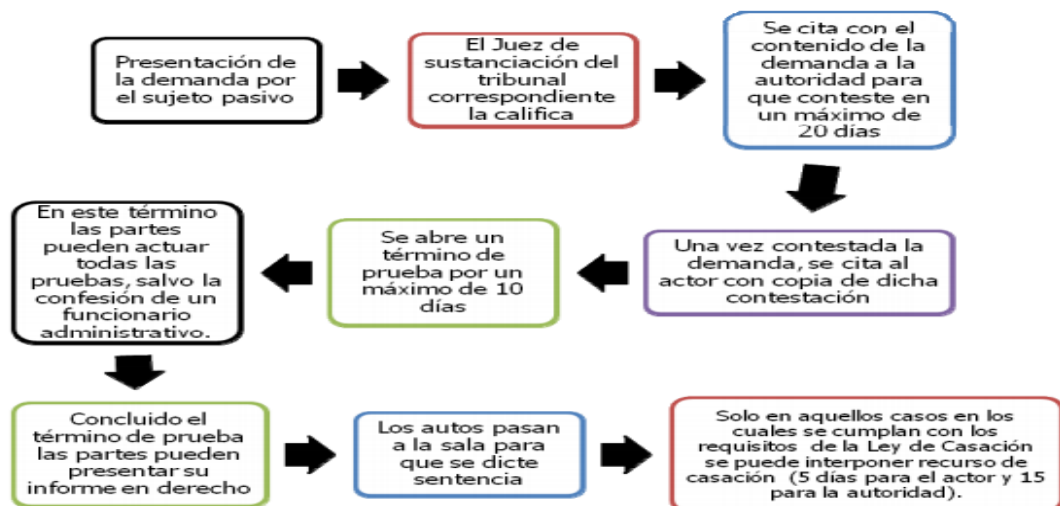 Presentación de
la demanda por
el sujeto pasivo
El Juez de
sustanciación del
tribunal
correspondiente
la califica
Se cita con el
contenido de la
demanda a la
autoridad para
que conteste en
un máximo de
20 días
Una vez contestada la
demanda, se cita al
actor con copia de dicha
contestación
Se abre un
término de
prueba por un
máximo de 10
días
En este término
las partes
pueden actuar
todas las
pruebas, salvo la
confesión de un
funcionario
administrativo.
Concluido el
término de prueba
las partes pueden
presentar su
informe en derecho
Los autos pasan
a la sala para
que se dicte
sentencia
Solo en aquellos casos en los
cuales se cumplan con los
requisitos de la Ley de Casación
se puede interponer recurso de
casación (5 días para el actor y 15
para la autoridad).